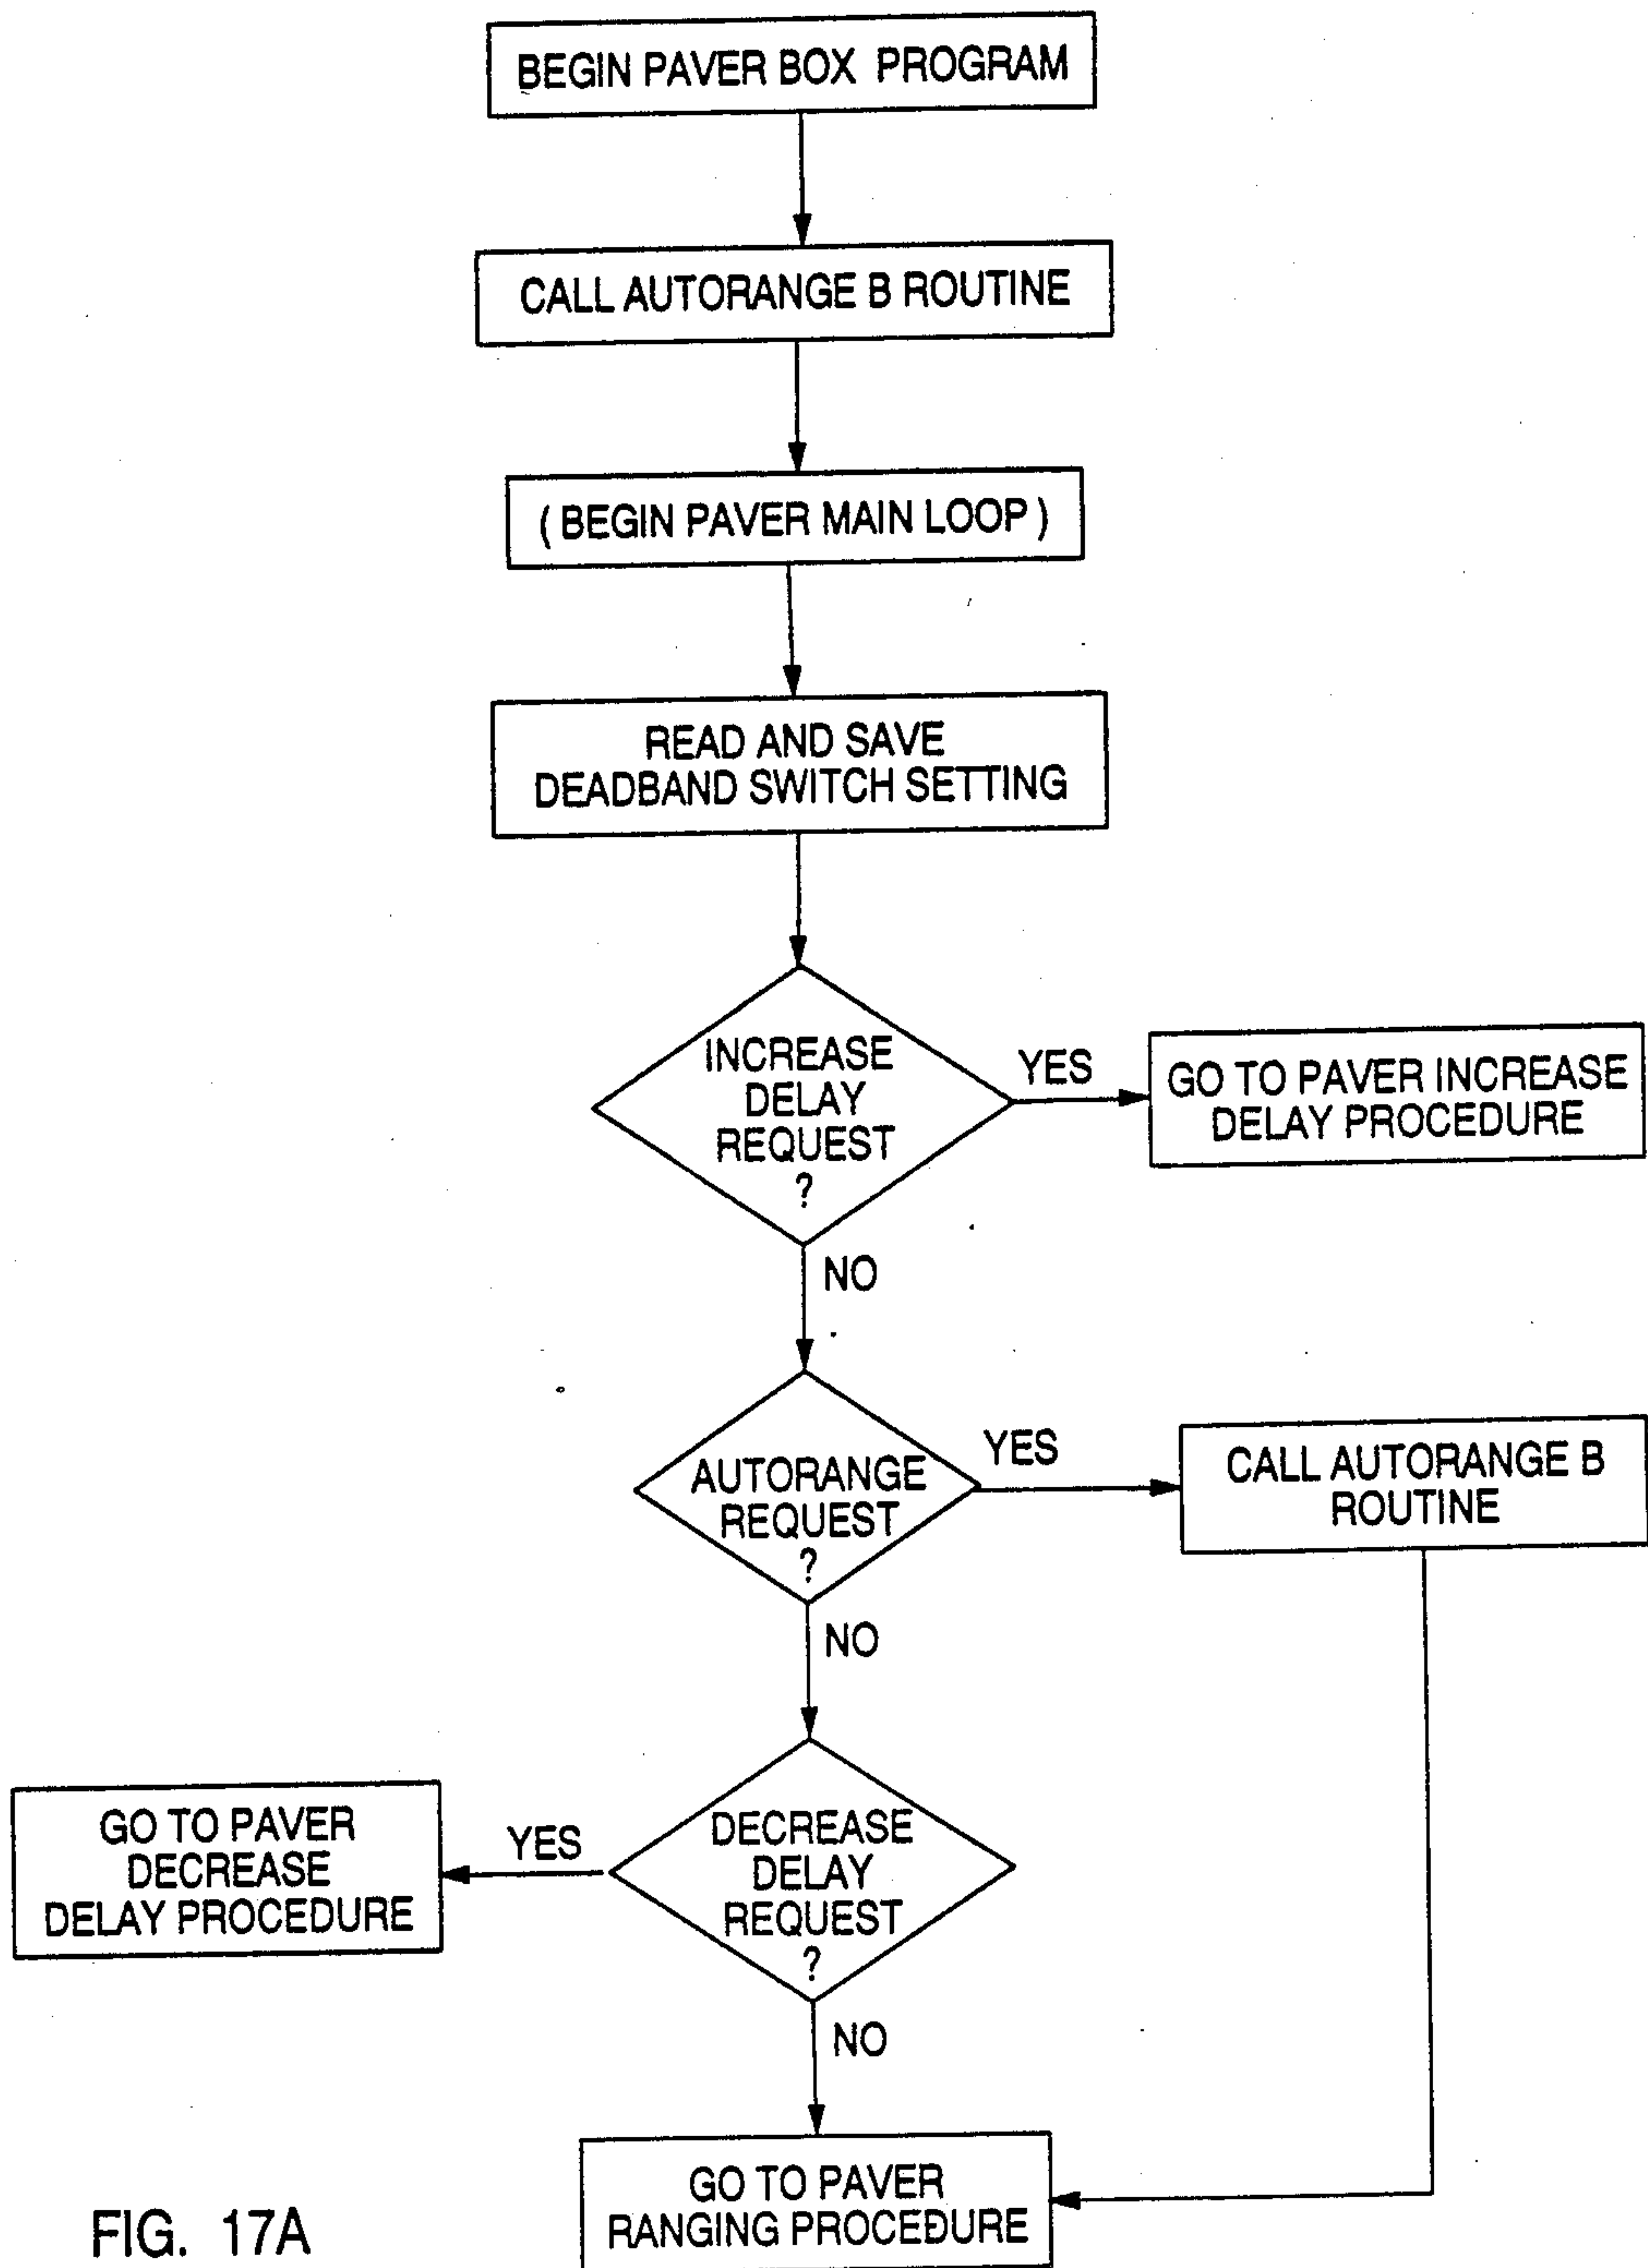 BEGIN PAVER BOX PROGRAM
CALL AUTORANGE B ROUTINE
( BEGIN PAVER MAIN LOOP )
READ AND SAVE
DEADBAND SWITCH SETTING
INCREASE
DELAY
REQUEST
?
YES
GO TO PAVER INCREASE
DELAY PROCEDURE
NO
AUTORANGE
REQUEST
?
YES
CALL AUTORANGE B
ROUTINE
NO
DECREASE
DELAY
REQUEST
?
YES
GO TO PAVER
DECREASE
DELAY PROCEDURE
NO
GO TO PAVER
RANGING PROCEDURE
FIG. 17A